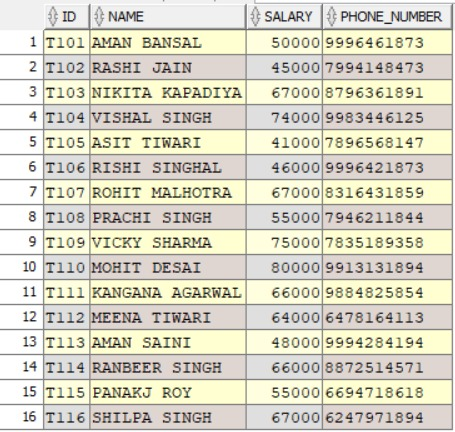 ID NAME SALARY PHONE_NUMBER
1 T101 AMAN BANSAL 50000 9996461873
2 T102 RASHI JAIN 45000 7994148473
3 T103 NIKITA KAPADIYA 67000 8796361891
4 T104 VISHAL SINGH 74000 9983446125
5 T105 ASIT TIWARI 41000 7896568147
6 T106 RISHI SINGHAL 46000 9996421873
7 T107 ROHIT MALHOTRA 67000 8316431859
8 T108 PRACHI SINGH 55000 7946211844
9 T109 VICKY SHARMA 75000 7835189358
10 T110 MOHIT DESAI 80000 9913131894
11 T111 KANGANA AGARWAL 66000 9884825854
12 T112 MEENA TIWARI 64000 6478164113
13 T113 AMAN SAINI 48000 9994284194
14 T114 RANBEER SINGH 66000 8872514571
15 T115 PANAKJ ROY 55000 6694718618
16 T116 SHILPA SINGH 67000 6247971894